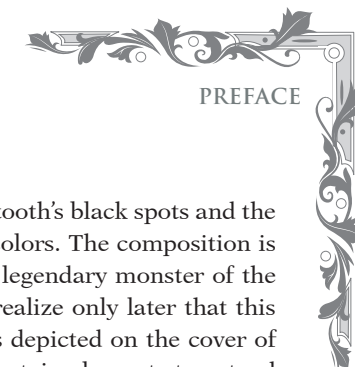 PREFACE
tooth's black spots and the
olors. The composition is
legendary monster of the
realize only later that this
s depicted on the cover of